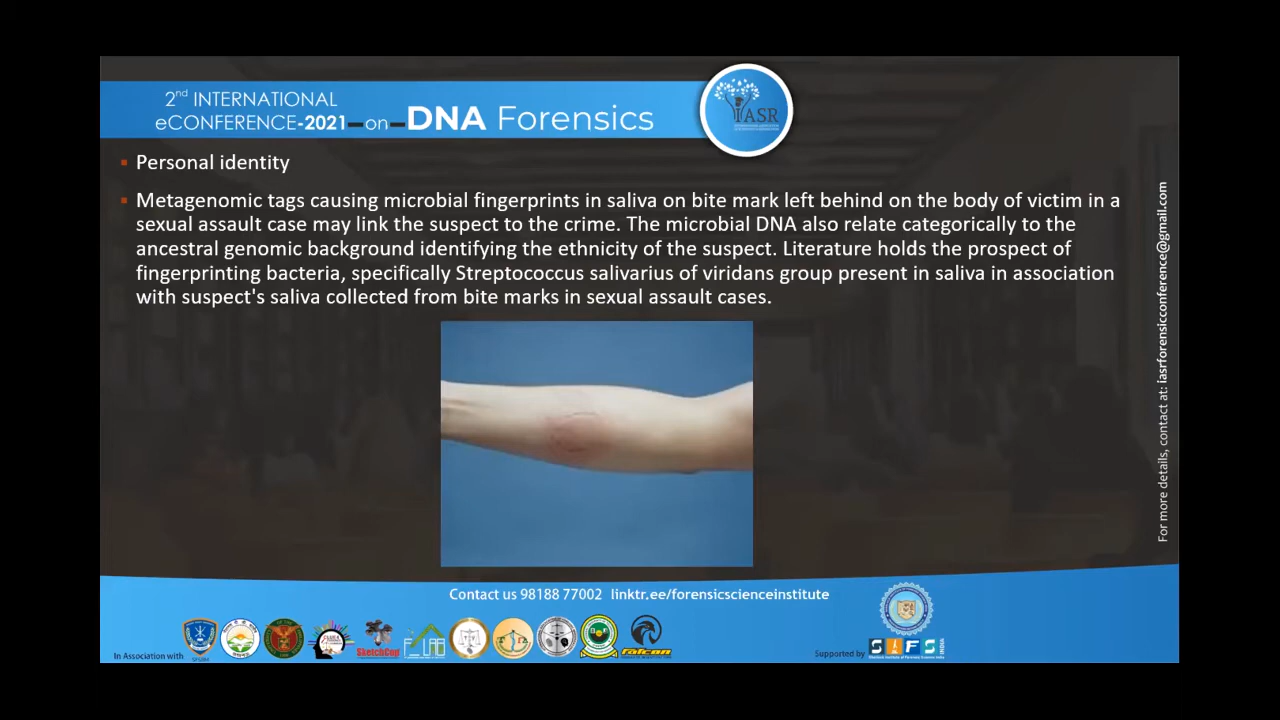 2nd INTERNATIONAL
eCONFERENCE-2021 on DNA Forensics
IASR
Personal identity
Metagenomic tags causing microbial fingerprints in saliva on bite mark left behind on the body of victim in a
sexual assault case may link the suspect to the crime. The microbial DNA also relate categorically to the
ancestral genomic background identifying the ethnicity of the suspect. Literature holds the prospect of
fingerprinting bacteria, specifically Streptococcus salivarius of viridans group present in saliva in association
with suspect's saliva collected from bite marks in sexual assault cases.
For more details, contact at: iasrforensicconference@gmail.com
Contact us 98188 77002 linktr.ee/forensicscienceinstitute
In Association with
SketchCop
F_LAB
falcon
Supported by
SIFS
INDIA